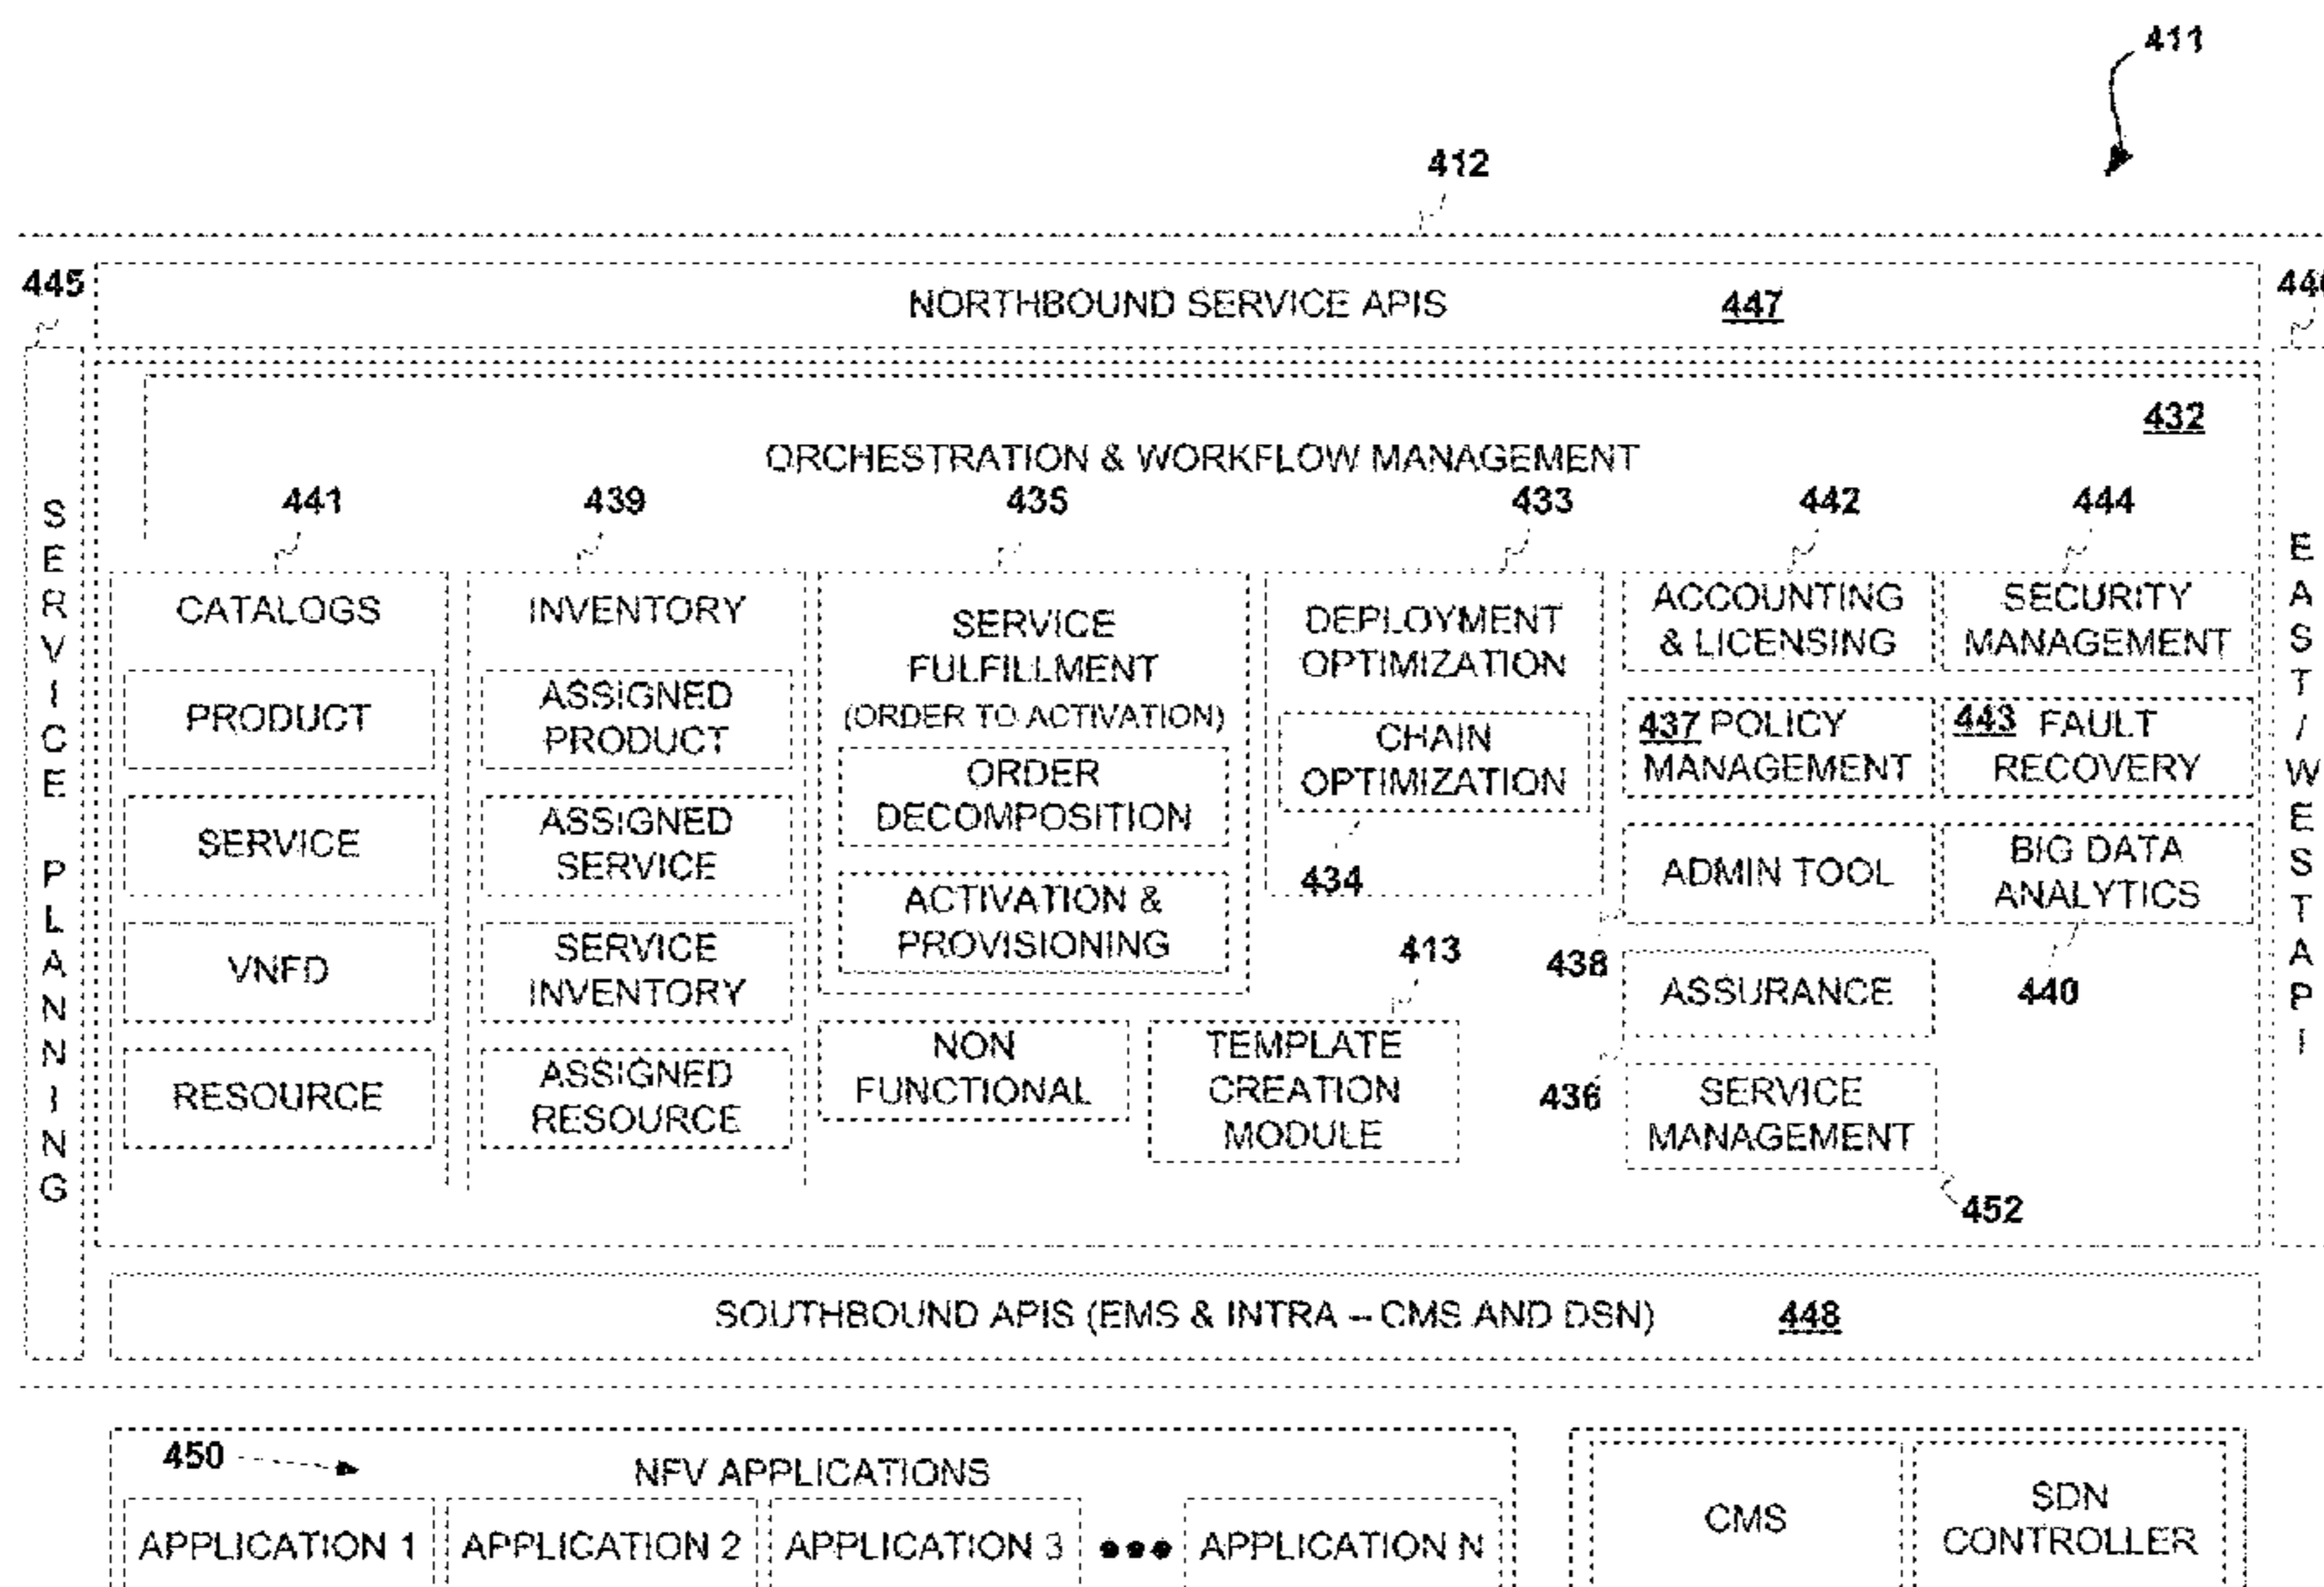 411
412
445
NORTHBOUND SERVICE APIS 447
432
ORCHESTRATION & WORKFLOW MANAGEMENT
441
439
435
433
442
444
SERVICE PLANNING
CATALOGS
PRODUCT
SERVICE
VNFD
RESOURCE
INVENTORY
ASSIGNED
PRODUCT
ASSIGNED
SERVICE
SERVICE
INVENTORY
ASSIGNED
RESOURCE
SERVICE
FULFILLMENT
(ORDER TO ACTIVATION)
ORDER
DECOMPOSITION
ACTIVATION &
PROVISIONING
NON
FUNCTIONAL
DEPLOYMENT
OPTIMIZATION
CHAIN
OPTIMIZATION
434
413
TEMPLATE
CREATION
MODULE
ACCOUNTING
& LICENSING
437 POLICY
MANAGEMENT
ADMIN TOOL
438
ASSURANCE
436
SERVICE
MANAGEMENT
452
SECURITY
MANAGEMENT
443 FAULT
RECOVERY
BIG DATA
ANALYTICS
440
EAST/WEST API
SOUTHBOUND APIS (EMS & INTRA -- CMS AND DSN) 448
450
NFV APPLICATIONS
APPLICATION 1
APPLICATION 2
APPLICATION 3
APPLICATION N
CMS
SDN
CONTROLLER